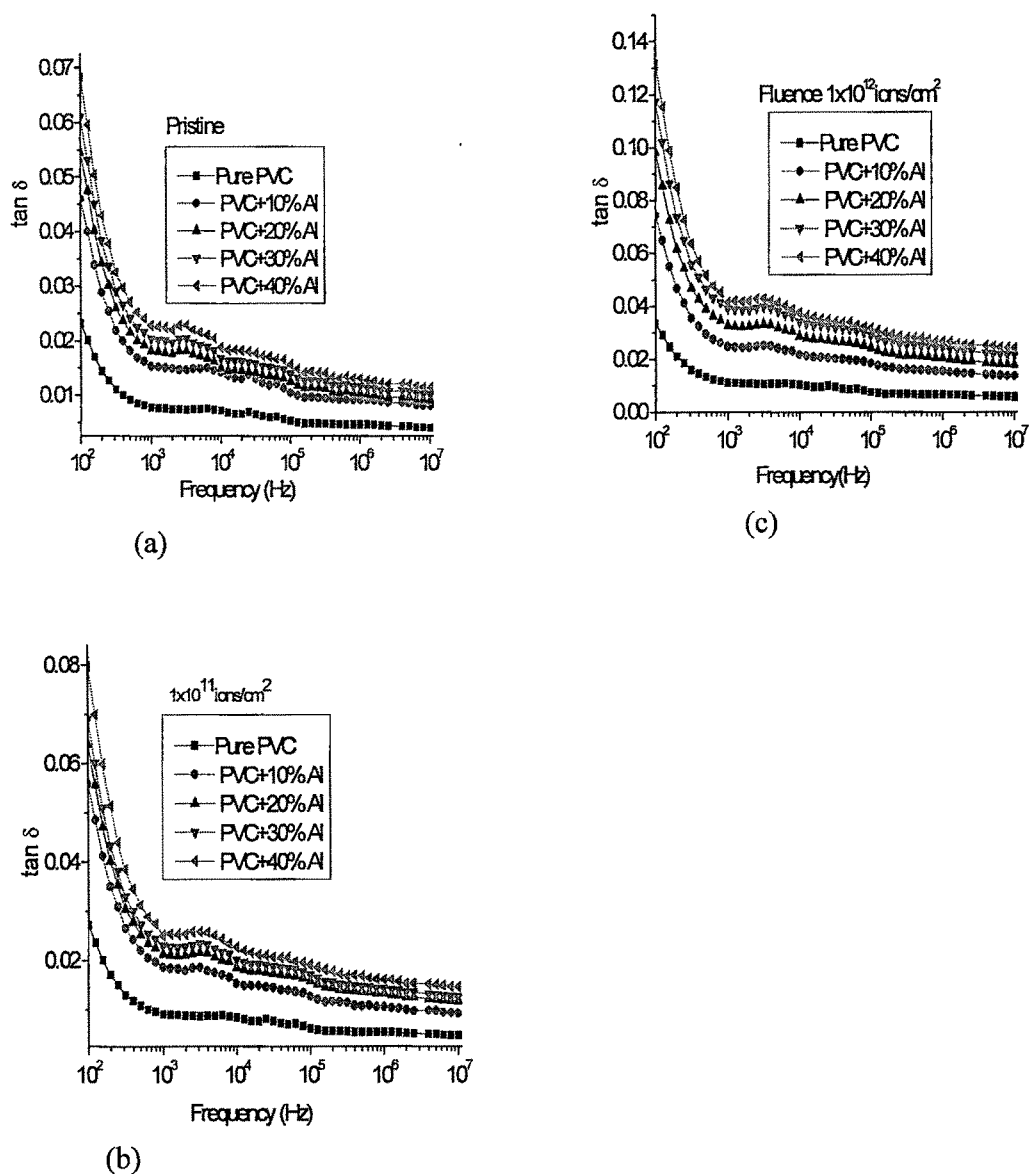 0.07
0.06
0.05
0.04
0.03
0.02
0.01
tan δ
Pristine
Pure PVC
PVC+10%Al
PVC+20%Al
PVC+30%Al
PVC+40%Al
10² 10³ 10⁴ 10⁵ 10⁶ 10⁷
Frequency (Hz)
(a)
0.14
0.12
0.10
0.08
0.06
0.04
0.02
0.00
tan δ
Fluence 1x10¹²ions/cm²
Pure PVC
PVC+10%Al
PVC+20%Al
PVC+30%Al
PVC+40%Al
10² 10³ 10⁴ 10⁵ 10⁶ 10⁷
Frequency(Hz)
(c)
0.08
0.06
0.04
0.02
tan δ
1x10¹¹ions/cm²
Pure PVC
PVC+10%Al
PVC+20%Al
PVC+30%Al
PVC+40%Al
10² 10³ 10⁴ 10⁵ 10⁶ 10⁷
Frequency (Hz)
(b)